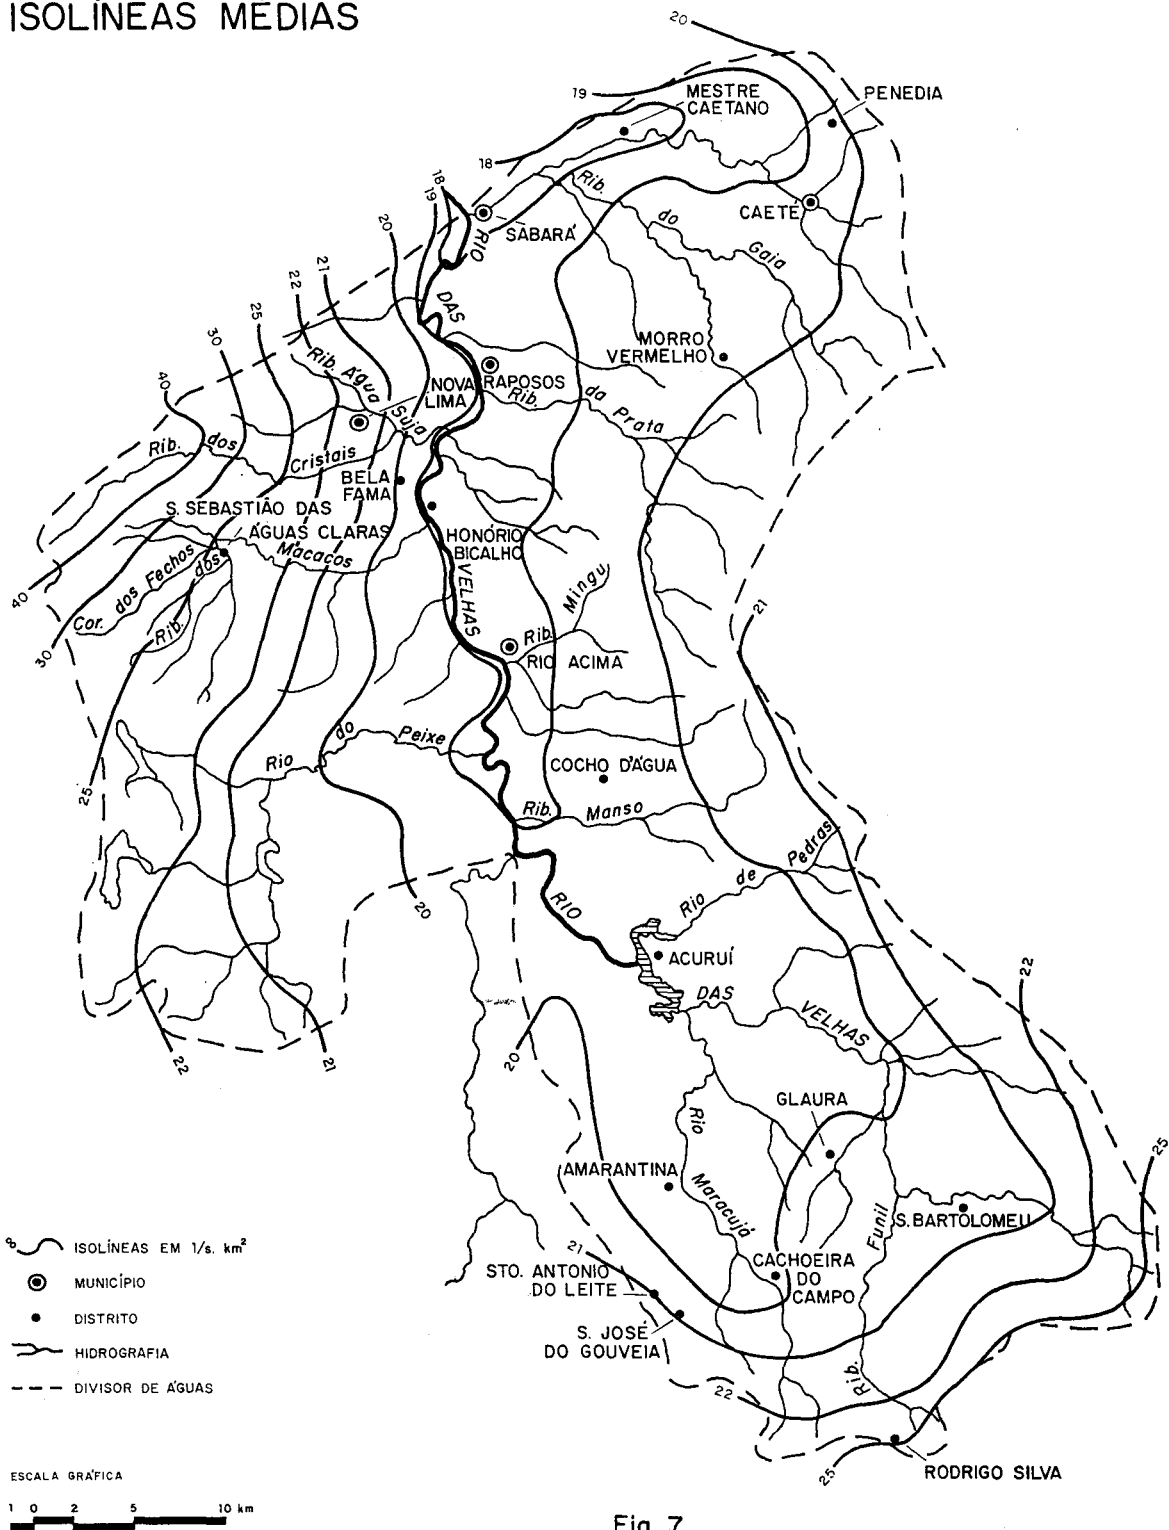 ISOLÍNEAS MÉDIAS
20
19
MESTRE
CAETANO
PENEDIA
18
18
19
Rib.
do
Gaia
CAETÉ
SABARÁ
20
21
22
25
30
40
RIO
DAS
VELHAS
MORRO
VERMELHO
Rib. Água
Suja
NOVA
LIMA
RAPOSOS
Rib.
da Prata
Rib. dos
Cristais
BELA
FAMA
S. SEBASTIÃO DAS
ÁGUAS CLARAS
HONÓRIO
BICALHO
Macacos
Cor. dos Fechos
Rib. dos
40
30
Rib. Mingu
RIO ACIMA
21
Rio do Peixe
COCHO D'ÁGUA
25
Rib. Manso
Rio de Pedras
20
RIO
ACURUÍ
DAS
VELHAS
22
22
21
20
GLAURA
Rio
Maracujá
AMARANTINA
25
Funil
S. BARTOLOMEU
21
STO. ANTONIO
DO LEITE
CACHOEIRA
DO
CAMPO
S. JOSÉ
DO GOUVEIA
Rib.
22
25
RODRIGO SILVA
8
ISOLÍNEAS EM 1/s. km²
MUNICÍPIO
DISTRITO
HIDROGRAFIA
DIVISOR DE ÁGUAS
ESCALA GRÁFICA
1 0 2 5 10 km
Fig. 7